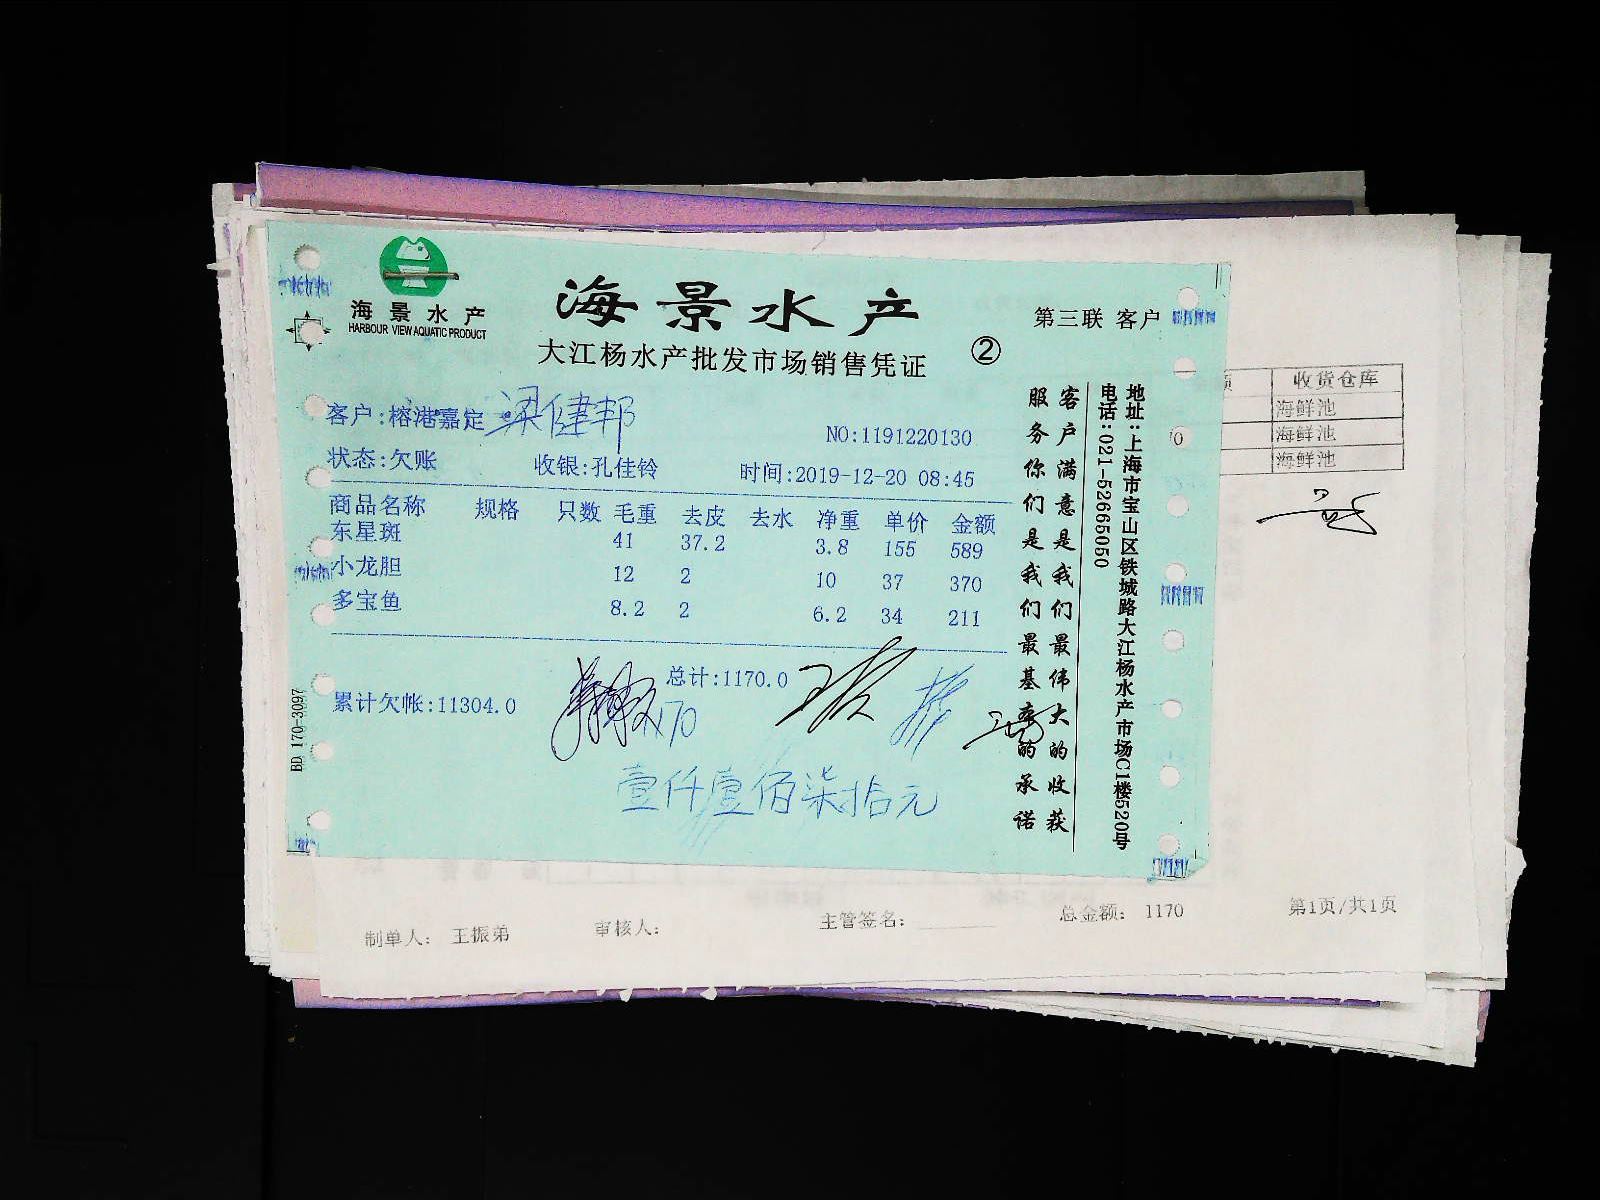 海景水产
HARBOUR VIEW AQUATIC PRODUCT
海景水产
第三联 客户
大江杨水产批发市场销售凭证
②
客户:榕港嘉定 梁健邦
NO:1191220130
状态:欠账 收银:孔佳铃 时间:2019-12-20 08:45
商品名称 规格 只数 毛重 去皮 去水 净重 单价 金额
东星斑 41 37.2 3.8 155 589
小龙胆 12 2 10 37 370
多宝鱼 8.2 2 6.2 34 211
总计:1170.0
累计欠帐:11304.0
壹仟壹佰柒拾元
客户满意是我们最伟大的收获
服务你们是我们最基本的承诺
地址:上海市宝山区铁城路大江杨水产市场C1楼520号
电话:021-52665050
BD 170-3097
收货仓库
海鲜池
海鲜池
海鲜池
制单人: 王振弟 审核人: 主管签名: 总金额: 1170 第1页/共1页